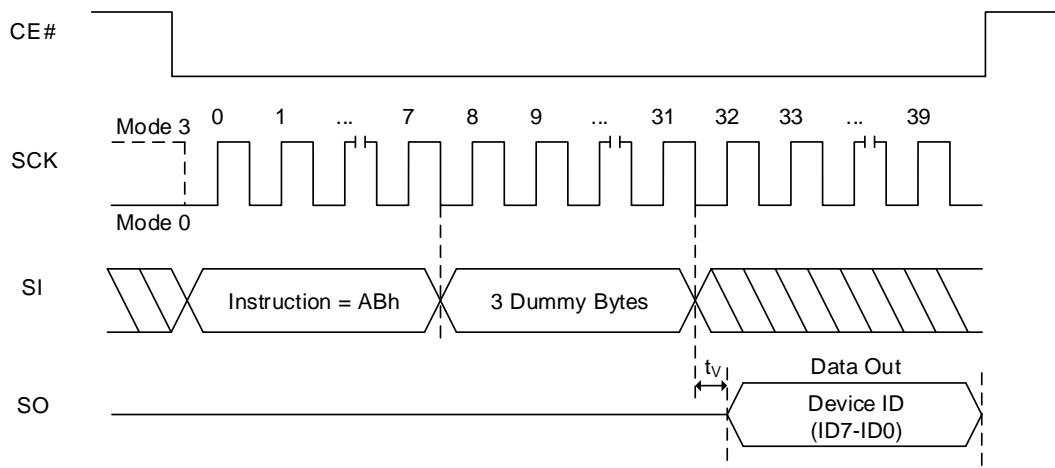 CE#
SCK
Mode 3
0 1 ... 7 8 9 ... 31 32 33 ... 39
Mode 0
SI
Instruction = ABh
3 Dummy Bytes
SO
tV
Data Out
Device ID
(ID7-ID0)